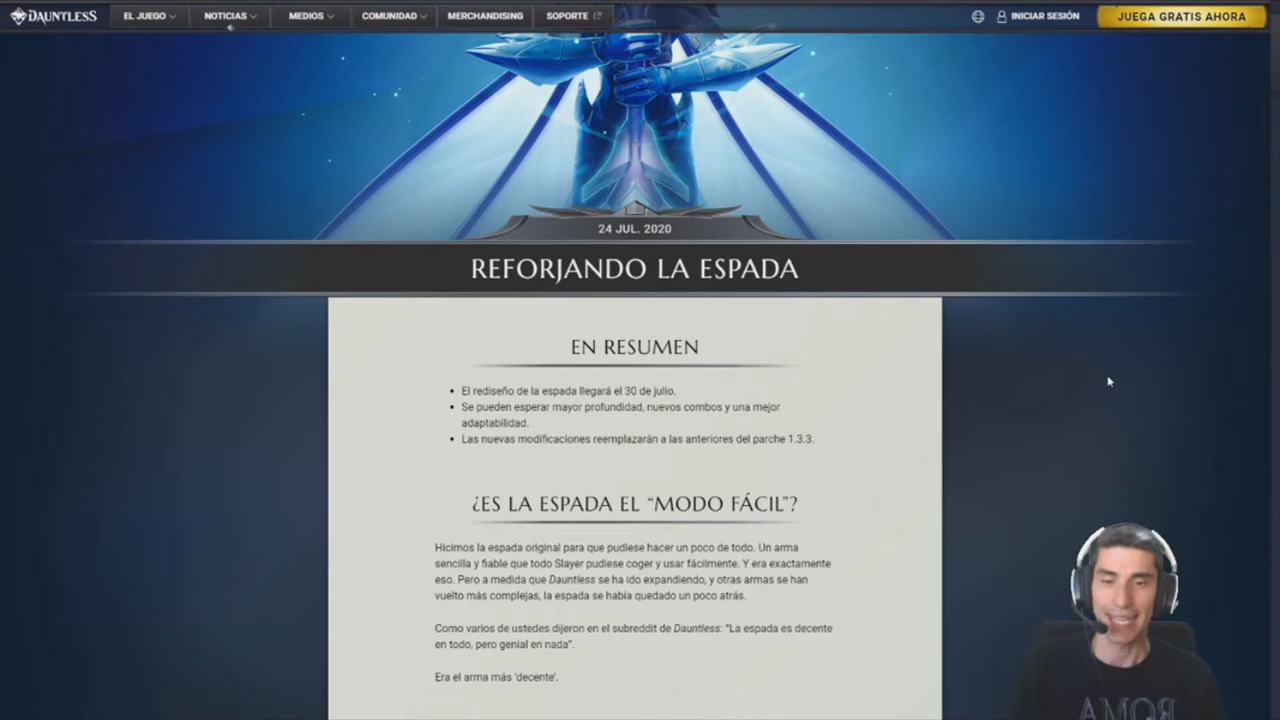 DAUNTLESS
EL JUEGO
NOTICIAS
MEDIOS
COMUNIDAD
MERCHANDISING
SOPORTE
INICIAR SESIÓN
JUEGA GRATIS AHORA
24 JUL. 2020
REFORJANDO LA ESPADA
EN RESUMEN
• El rediseño de la espada llegará el 30 de julio.
• Se pueden esperar mayor profundidad, nuevos combos y una mejor
adaptabilidad.
• Las nuevas modificaciones reemplazarán a las anteriores del parche 1.3.3.
¿ES LA ESPADA EL “MODO FÁCIL”?
Hicimos la espada original para que pudiese hacer un poco de todo. Un arma
sencilla y fiable que todo Slayer pudiese coger y usar fácilmente. Y era exactamente
eso. Pero a medida que Dauntless se ha ido expandiendo, y otras armas se han
vuelto más complejas, la espada se había quedado un poco atrás.
Como varios de ustedes dijeron en el subreddit de Dauntless: "La espada es decente
en todo, pero genial en nada".
Era el arma más 'decente'.
ROMA